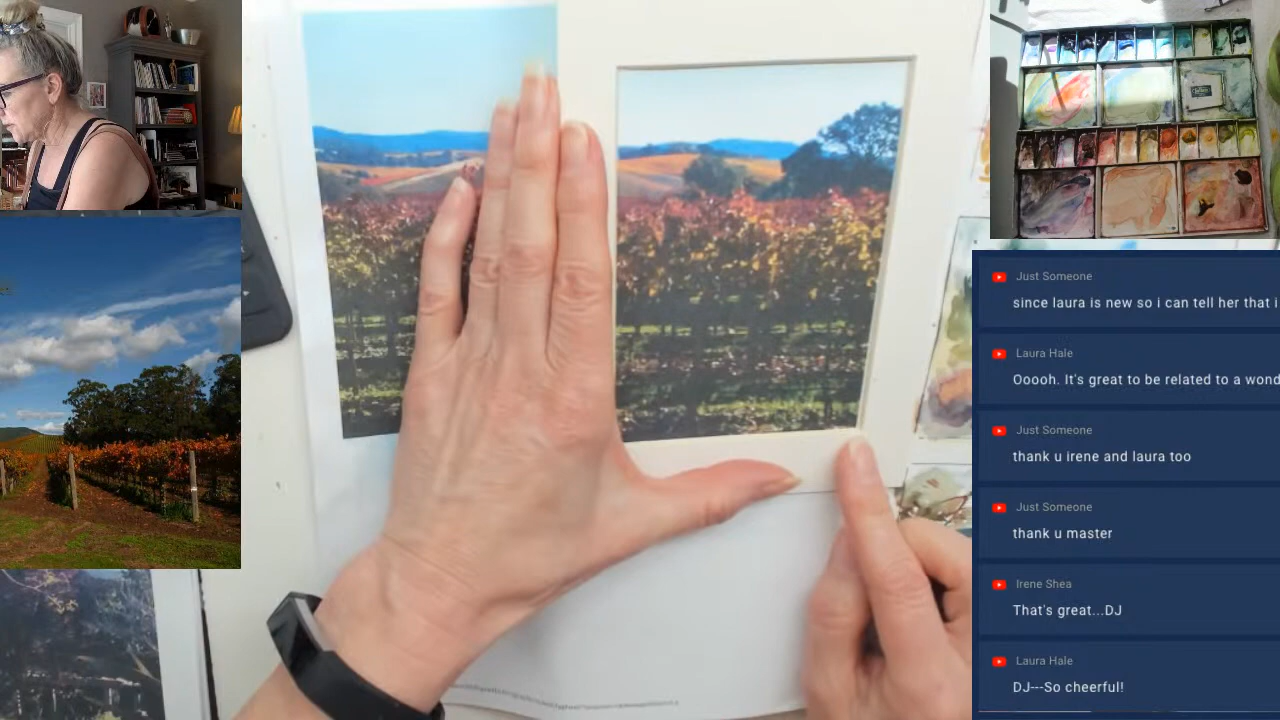 Just Someone
since laura is new so i can tell her that i
Laura Hale
Ooooh. It's great to be related to a wond
Just Someone
thank u irene and laura too
Just Someone
thank u master
Irene Shea
That's great...DJ
Laura Hale
DJ---So cheerful!